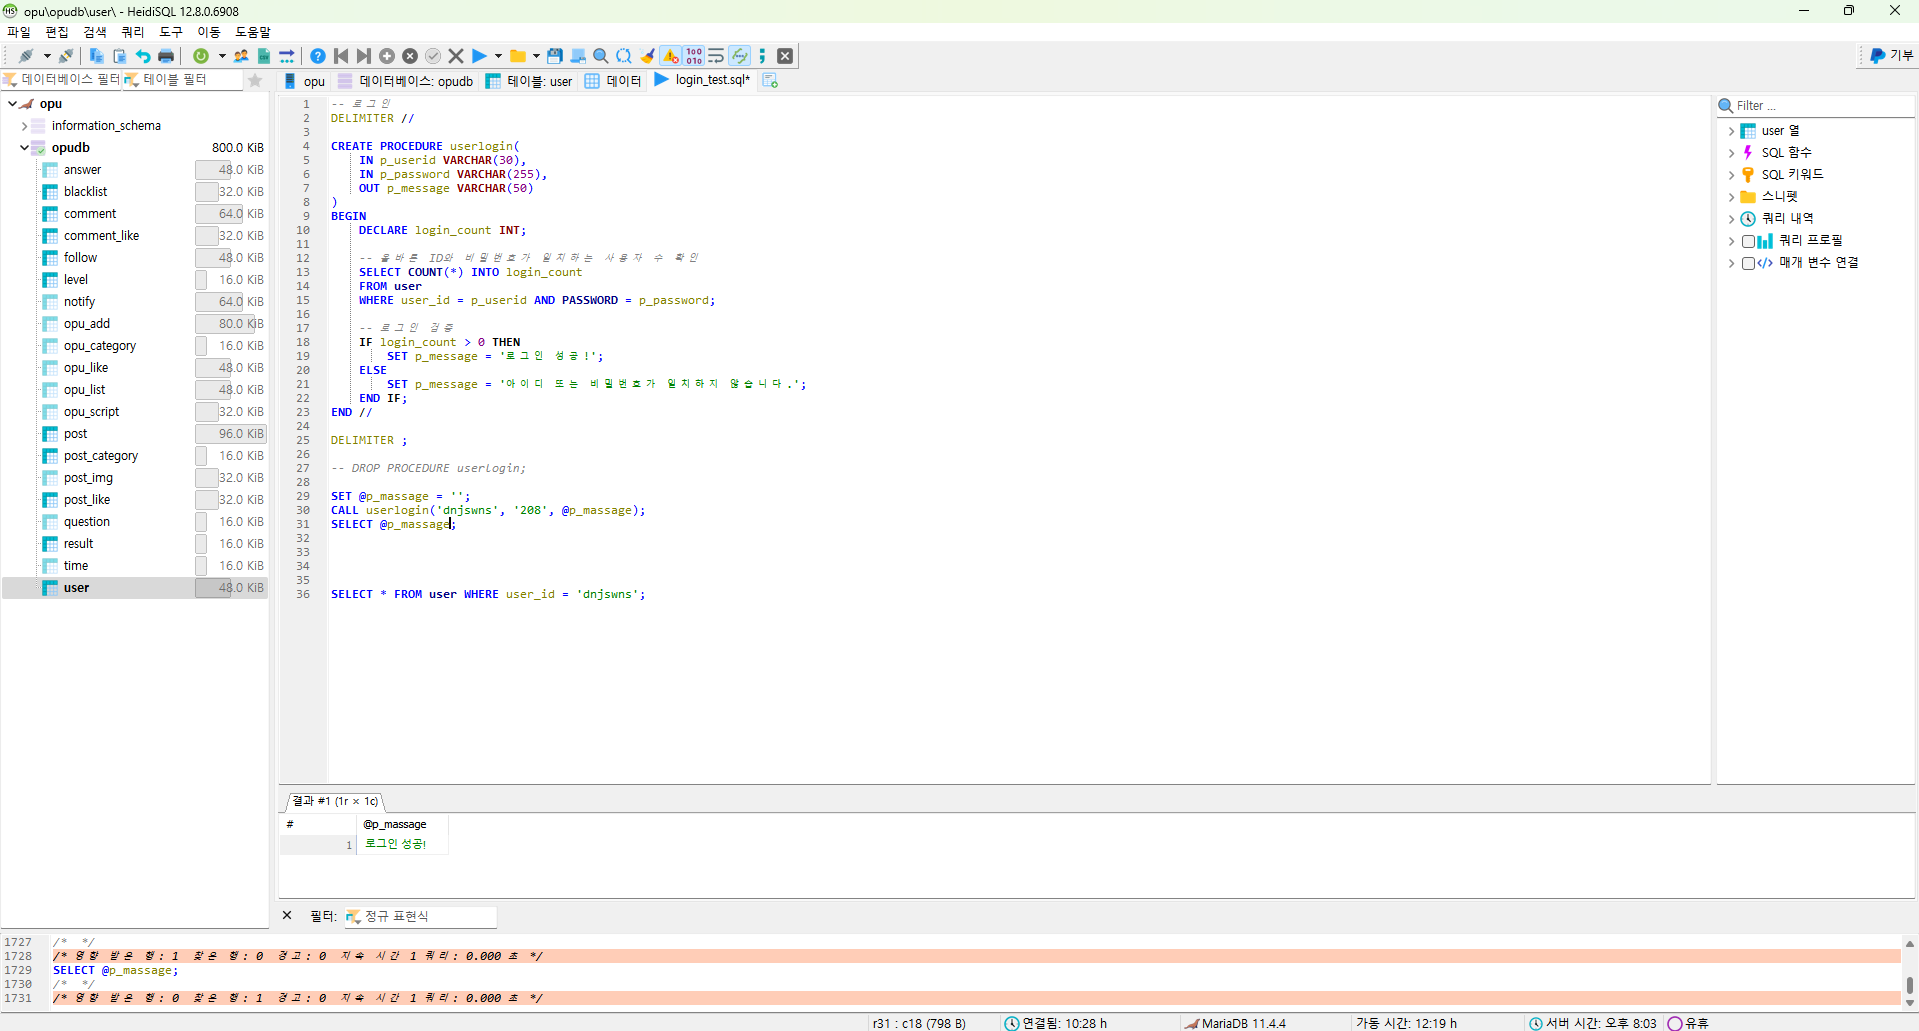 opu\opudb\user\ - HeidiSQL 12.8.0.6908
파일 편집 검색 쿼리 도구 이동 도움말
기부
데이터베이스 필터 테이블 필터
opu 데이터베이스: opudb 테이블: user 데이터 login_test.sql*
opu
information_schema
opudb 800.0 KiB
answer 48.0 KiB
blacklist 32.0 KiB
comment 64.0 KiB
comment_like 32.0 KiB
follow 48.0 KiB
level 16.0 KiB
notify 64.0 KiB
opu_add 80.0 KiB
opu_category 16.0 KiB
opu_like 48.0 KiB
opu_list 48.0 KiB
opu_script 32.0 KiB
post 96.0 KiB
post_category 16.0 KiB
post_img 32.0 KiB
post_like 32.0 KiB
question 16.0 KiB
result 16.0 KiB
time 16.0 KiB
user 48.0 KiB
1 -- 로그인
2 DELIMITER //
3
4 CREATE PROCEDURE userlogin(
5 IN p_userid VARCHAR(30),
6 IN p_password VARCHAR(255),
7 OUT p_message VARCHAR(50)
8 )
9 BEGIN
10 DECLARE login_count INT;
11
12 -- 올바른 ID와 비밀번호가 일치하는 사용자 수 확인
13 SELECT COUNT(*) INTO login_count
14 FROM user
15 WHERE user_id = p_userid AND PASSWORD = p_password;
16
17 -- 로그인 검증
18 IF login_count > 0 THEN
19 SET p_message = '로그인 성공!';
20 ELSE
21 SET p_message = '아이디 또는 비밀번호가 일치하지 않습니다.';
22 END IF;
23 END //
24
25 DELIMITER ;
26
27 -- DROP PROCEDURE userlogin;
28
29 SET @p_massage = '';
30 CALL userlogin('dnjswns', '208', @p_massage);
31 SELECT @p_massage;
32
33
34
35
36 SELECT * FROM user WHERE user_id = 'dnjswns';
Filter ...
user 열
SQL 함수
SQL 키워드
스니펫
쿼리 내역
쿼리 프로필
매개 변수 연결
결과 #1 (1r × 1c)
# @p_massage
1 로그인 성공!
필터: 정규 표현식
1727 /* */
1728 /* 영향 받은 행: 1 찾은 행: 0 경고: 0 지속 시간 1 쿼리: 0.000 초 */
1729 SELECT @p_massage;
1730 /* */
1731 /* 영향 받은 행: 0 찾은 행: 1 경고: 0 지속 시간 1 쿼리: 0.000 초 */
r31 : c18 (798 B) 연결됨: 10:28 h MariaDB 11.4.4 가동 시간: 12:19 h 서버 시간: 오후 8:03 유휴